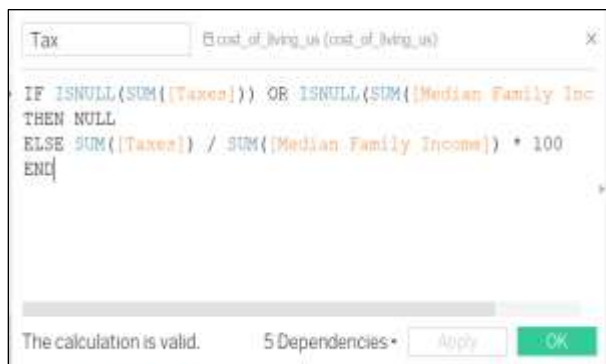 Tax
cost_of_living_us (cost_of_living_us)
IF ISNULL(SUM([Taxes])) OR ISNULL(SUM([Median Family Inc
THEN NULL
ELSE SUM([Taxes]) / SUM([Median Family Income]) * 100
END
The calculation is valid.
5 Dependencies
Apply
OK